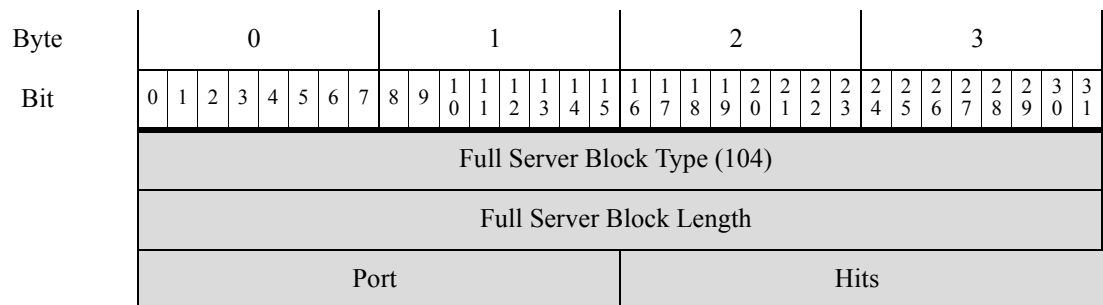 Byte 0 1 2 3
Bit 0 1 2 3 4 5 6 7 8 9 10 11 12 13 14 15 16 17 18 19 20 21 22 23 24 25 26 27 28 29 30 31
Full Server Block Type (104)
Full Server Block Length
Port Hits